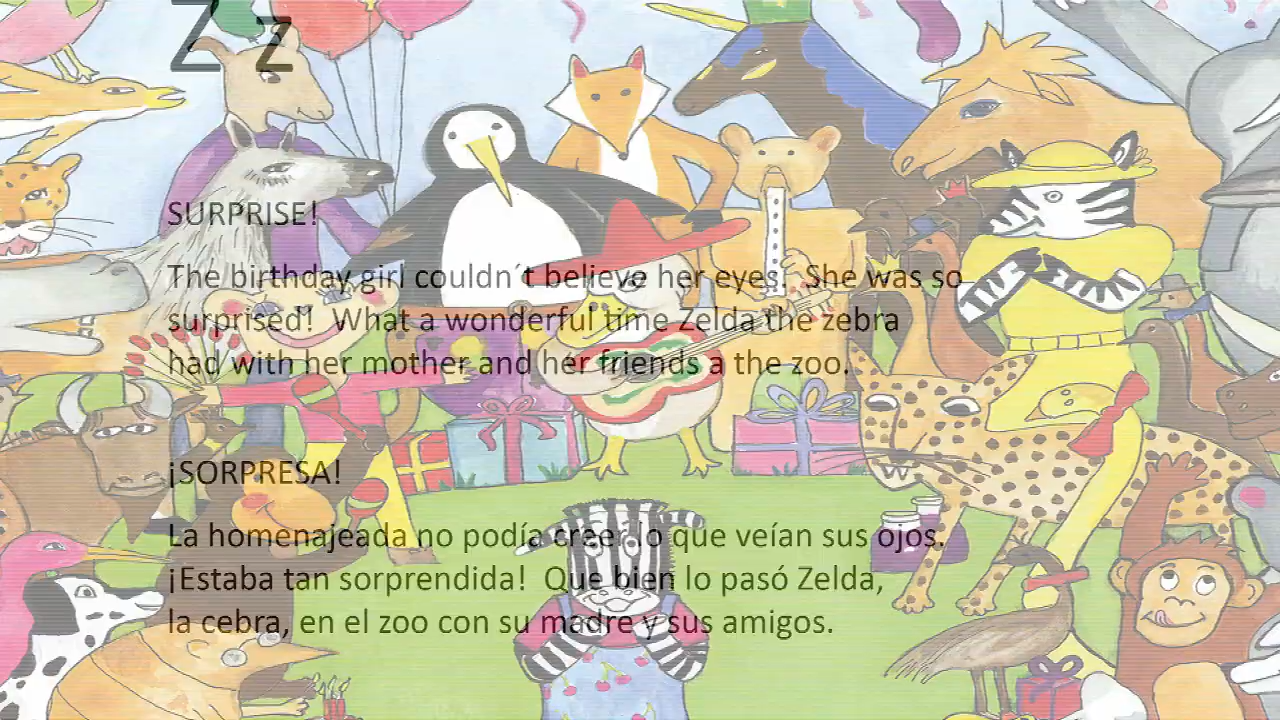 Z z
SURPRISE!
The birthday girl couldn´t believe her eyes!  She was so
surprised!  What a wonderful time Zelda the zebra
had with her mother and her friends a the zoo.
¡SORPRESA!
La homenajeada no podía creer lo que veían sus ojos.
¡Estaba tan sorprendida!  Que bien lo pasó Zelda,
la cebra, en el zoo con su madre y sus amigos.